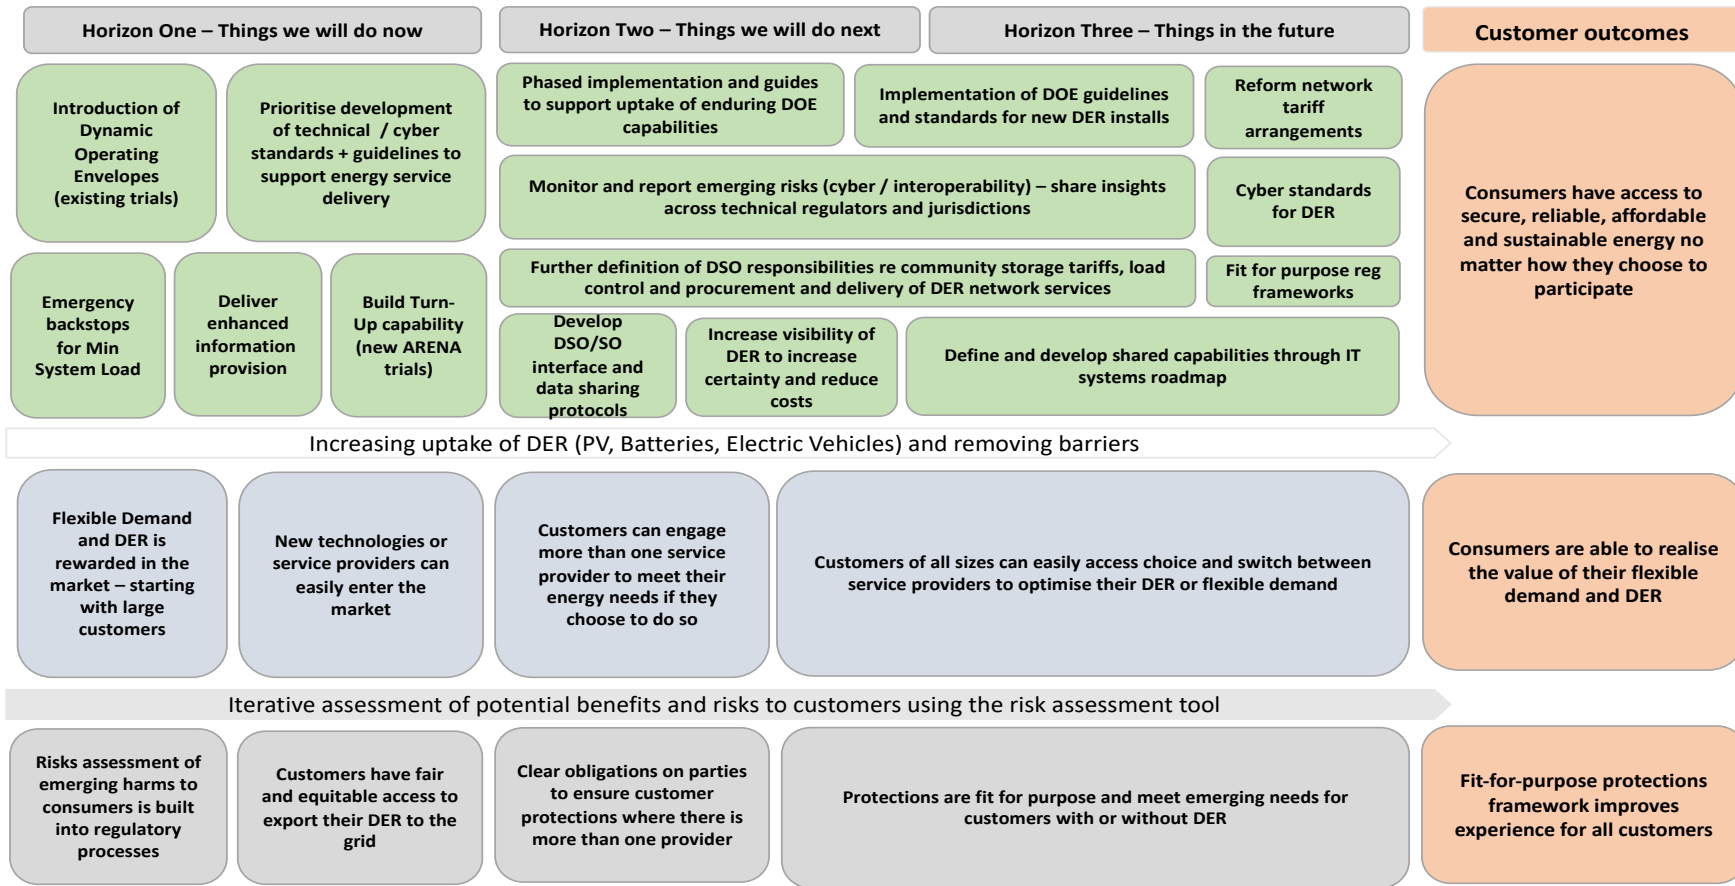 Horizon One – Things we will do now
Horizon Two – Things we will do next
Horizon Three – Things in the future
Customer outcomes
Introduction of
Dynamic
Operating
Envelopes
(existing trials)
Prioritise development
of technical / cyber
standards + guidelines to
support energy service
delivery
Phased implementation and guides
to support uptake of enduring DOE
capabilities
Implementation of DOE guidelines
and standards for new DER installs
Reform network
tariff
arrangements
Monitor and report emerging risks (cyber / interoperability) – share insights
across technical regulators and jurisdictions
Cyber standards
for DER
Consumers have access to
secure, reliable, affordable
and sustainable energy no
matter how they choose to
participate
Emergency
backstops
for Min
System Load
Deliver
enhanced
information
provision
Build Turn-
Up capability
(new ARENA
trials)
Further definition of DSO responsibilities re community storage tariffs, load
control and procurement and delivery of DER network services
Fit for purpose reg
frameworks
Develop
DSO/SO
interface and
data sharing
protocols
Increase visibility of
DER to increase
certainty and reduce
costs
Define and develop shared capabilities through IT
systems roadmap
Increasing uptake of DER (PV, Batteries, Electric Vehicles) and removing barriers
Flexible Demand
and DER is
rewarded in the
market – starting
with large
customers
New technologies or
service providers can
easily enter the
market
Customers can engage
more than one service
provider to meet their
energy needs if they
choose to do so
Customers of all sizes can easily access choice and switch between
service providers to optimise their DER or flexible demand
Consumers are able to realise
the value of their flexible
demand and DER
Iterative assessment of potential benefits and risks to customers using the risk assessment tool
Risks assessment of
emerging harms to
consumers is built
into regulatory
processes
Customers have fair
and equitable access to
export their DER to the
grid
Clear obligations on parties
to ensure customer
protections where there is
more than one provider
Protections are fit for purpose and meet emerging needs for
customers with or without DER
Fit-for-purpose protections
framework improves
experience for all customers